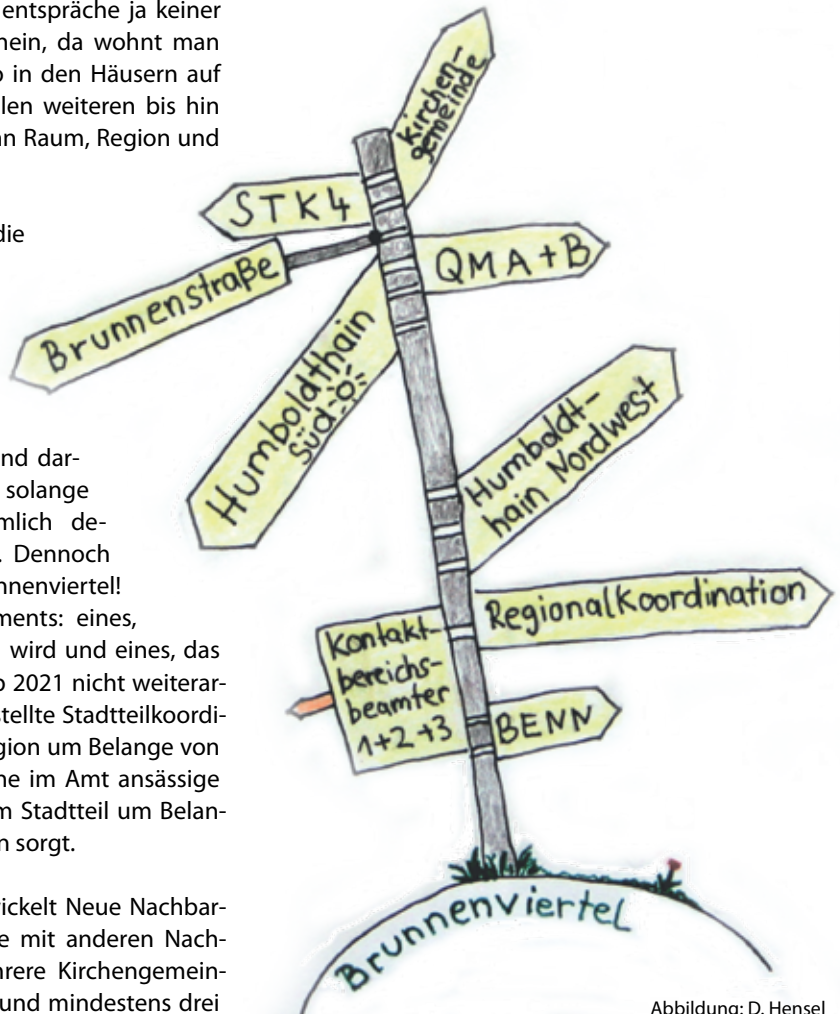 entspräche ja keiner
nein, da wohnt man
in den Häusern auf
len weiteren bis hin
an Raum, Region und
die
nd dar-
solange
mlich de-
. Dennoch
nnenviertel!
ments: eines,
wird und eines, das
2021 nicht weiterar-
stellte Stadtteilkoordi-
gion um Belange von
ne im Amt ansässige
m Stadtteil um Belan-
n sorgt.
ickelt Neue Nachbar-
e mit anderen Nach-
hrere Kirchengemein-
und mindestens drei
kirchen-
gemeinde
STK4
QMA+B
Brunnenstraße
Humboldthain
Süd
Humboldt-
hain Nordwest
RegionalKoordination
Kontakt-
bereichs-
beamter
1+2+3
BENN
Brunnenviertel
Abbildung: D. Hensel